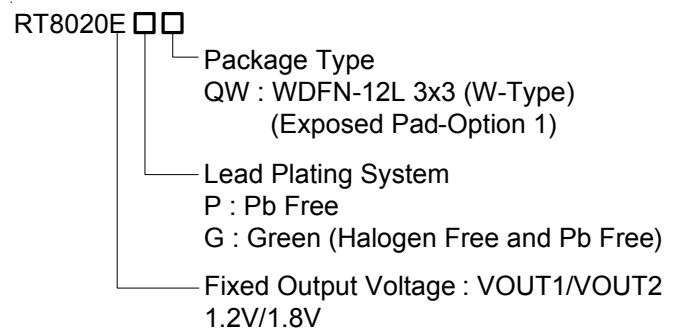 RT8020E □ □
Package Type
QW : WDFN-12L 3x3 (W-Type)
(Exposed Pad-Option 1)
Lead Plating System
P : Pb Free
G : Green (Halogen Free and Pb Free)
Fixed Output Voltage : VOUT1/VOUT2
1.2V/1.8V